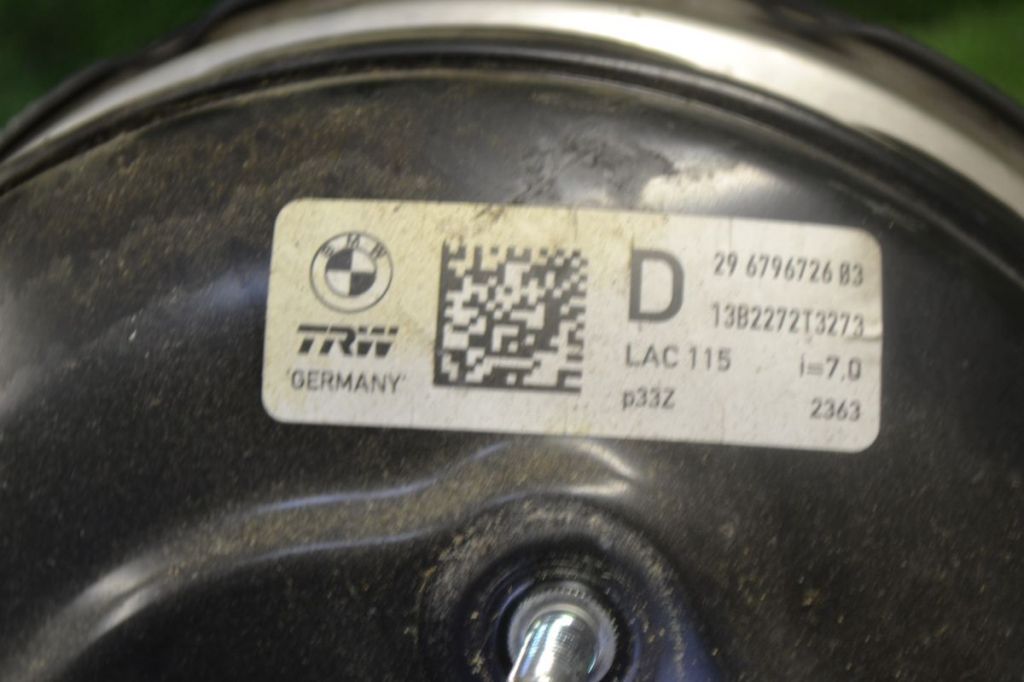 BMW
TRW
GERMANY
D
29 6796726 03
13B2272T3273
LAC 115 i=7,0
p33Z 2363